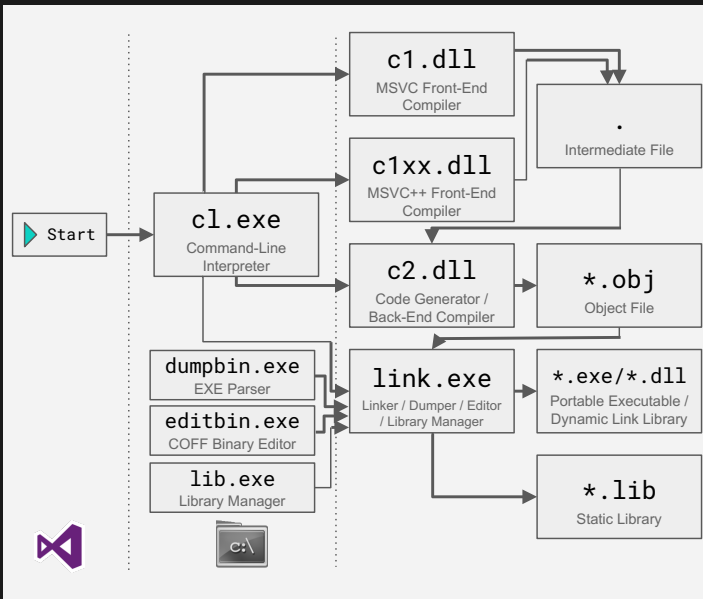 Start
cl.exe
Command-Line
Interpreter
dumpbin.exe
EXE Parser
editbin.exe
COFF Binary Editor
lib.exe
Library Manager
C:\
c1.dll
MSVC Front-End
Compiler
c1xx.dll
MSVC++ Front-End
Compiler
c2.dll
Code Generator /
Back-End Compiler
link.exe
Linker / Dumper / Editor
/ Library Manager
.
Intermediate File
*.obj
Object File
*.exe/*.dll
Portable Executable /
Dynamic Link Library
*.lib
Static Library